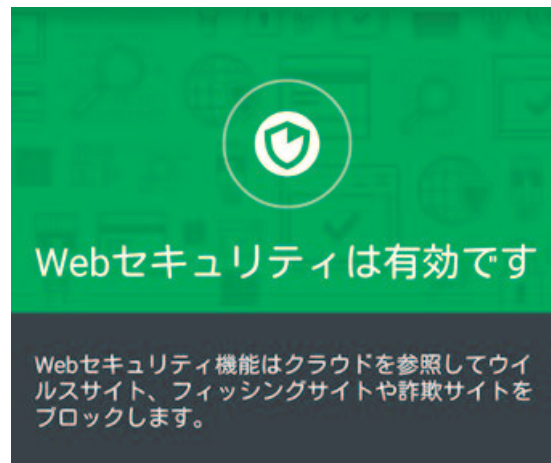 Webセキュリティは有効です
Webセキュリティ機能はクラウドを参照してウイ
ルスサイト、フィッシングサイトや詐欺サイトを
ブロックします。